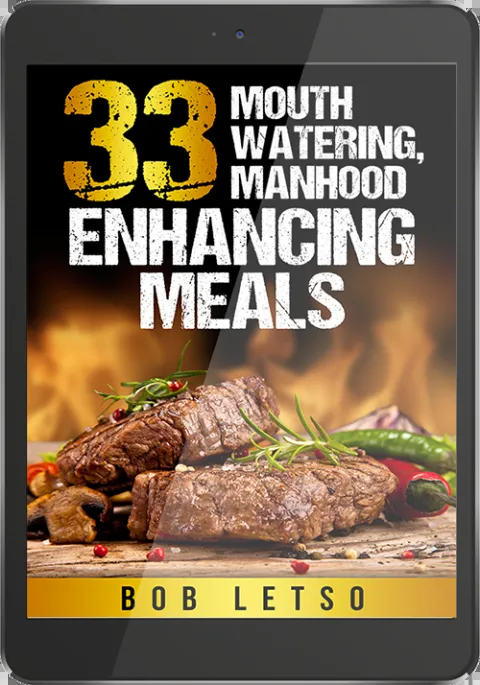 33 MOUTH
WATERING,
MANHOOD
ENHANCING
MEALS
BOB LETSO